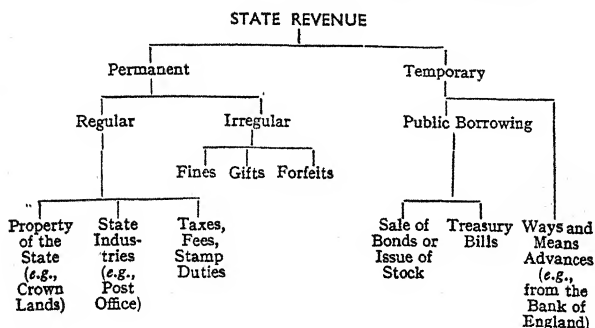 STATE REVENUE
Permanent Temporary
Regular Irregular Public Borrowing
Fines Gifts Forfeits
Property of the State (e.g., Crown Lands)
State Indus-tries (e.g., Post Office)
Taxes, Fees, Stamp Duties
Sale of Bonds or Issue of Stock
Treasury Bills
Ways and Means Advances (e.g., from the Bank of England)